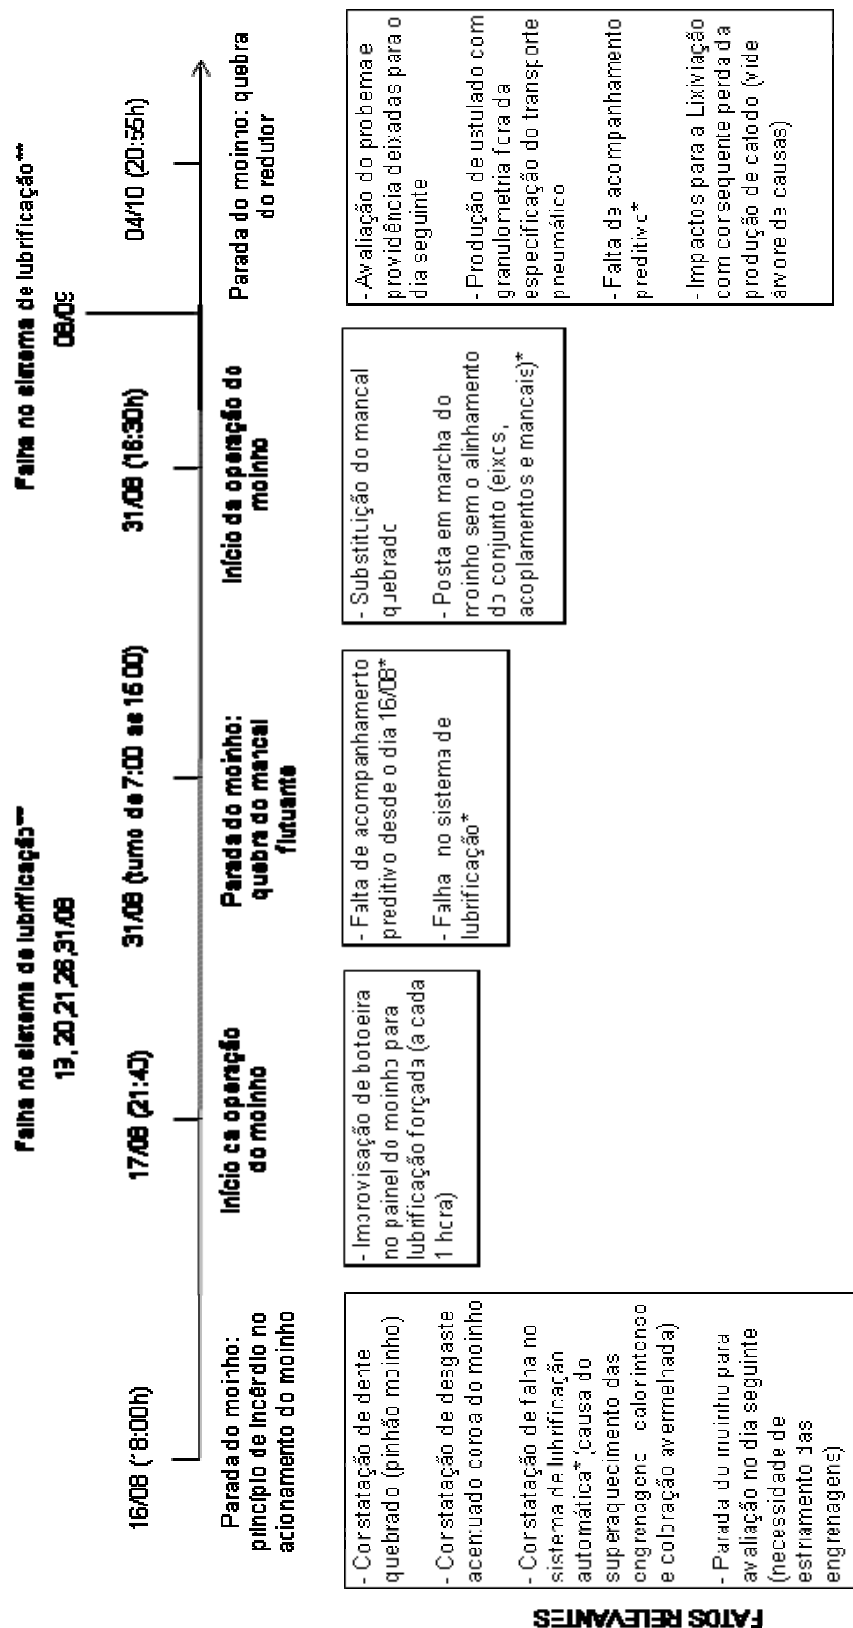 Falha no sistema de lubrificação***
19, 20,21,26,31/08
Falha no sistema de lubrificação***
08/09
16/08 (18:00h)
17/08 (21:40)
31/08 (turno de 7:00 as 16:00)
31/08 (18:30h)
04/10 (20:55h)
Parada do moinho:
princípio de incêrdio no
acionamento do moinho
Início da operação
do moinho
Parada do moinho:
quebra do mancal
flutuante
Início da operação do
moinho
Parada do moinho: quebra
do redutor
FATOS RELEVANTES
- Corstatação de dente
quebrado (pinhão moinho)
- Corstatação de desgaste
acentuado coroa do moinho
- Corstatação de falha no
sistema de lubrificação
automática* (causa do
superaquecimento das
engrenagens calor intenso
e coloração avermelhada)
- Parada do moinho para
avaliação no dia seguinte
(necessidade de
esfriamento das
engrenagens)
- Improvisação de botoeira
no painel do moinho para
lubrificação forçada (a cada
1 hora)
- Falta de acompanhamento
preditivo desde o dia 16/08*
- Falha no sistema de
lubrificação*
- Substituição do mancal
quebrado
- Posta em marcha do
moinho sem o alinhamento
do conjunto (eixos,
acoplamentos e mancais)*
- Avaliação do problema e
providência deixadas para o
dia seguinte
- Produção de ustulado com
granulometria fora da
especificação do transporte
pneumático
- Falta de acompanhamento
preditivo*
- Impactos para a Lixiviação
com consequente perda da
produção de catodo (vide
árvore de causas)